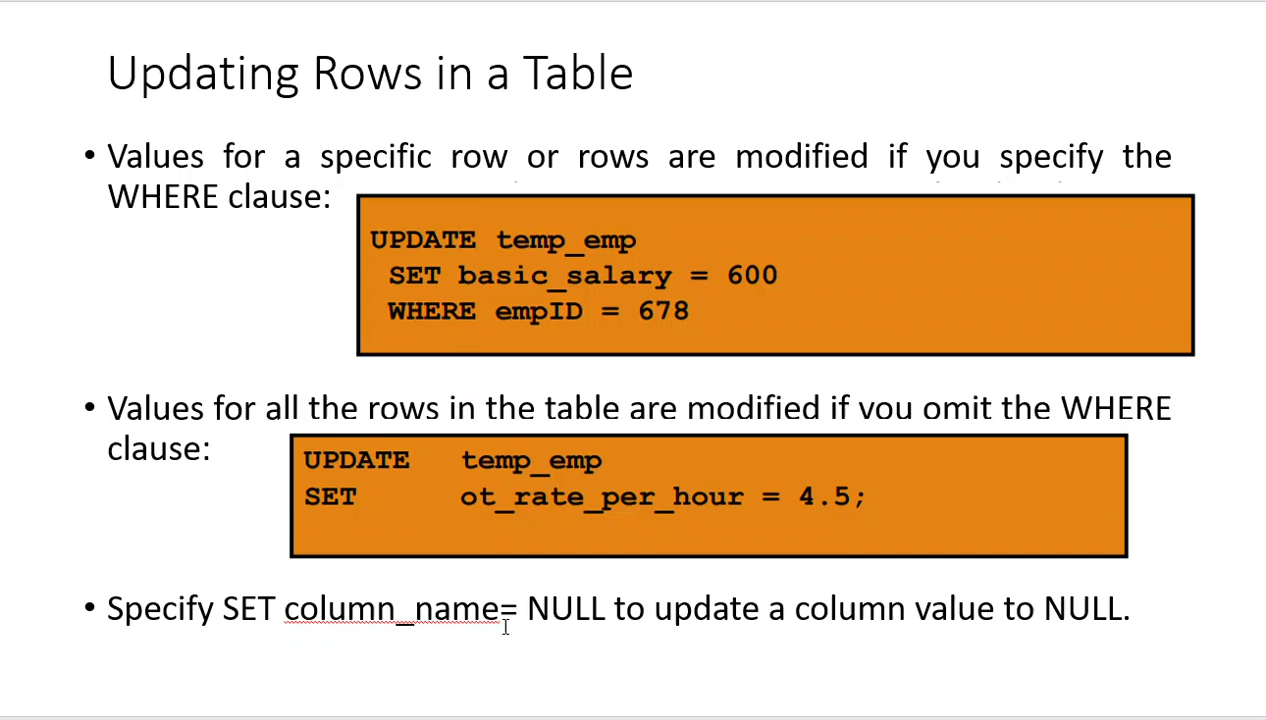 Updating Rows in a Table
• Values for a specific row or rows are modified if you specify the
WHERE clause:
UPDATE temp_emp
SET basic_salary = 600
WHERE empID = 678
• Values for all the rows in the table are modified if you omit the WHERE
clause:
UPDATE temp_emp
SET ot_rate_per_hour = 4.5;
• Specify SET column_name= NULL to update a column value to NULL.